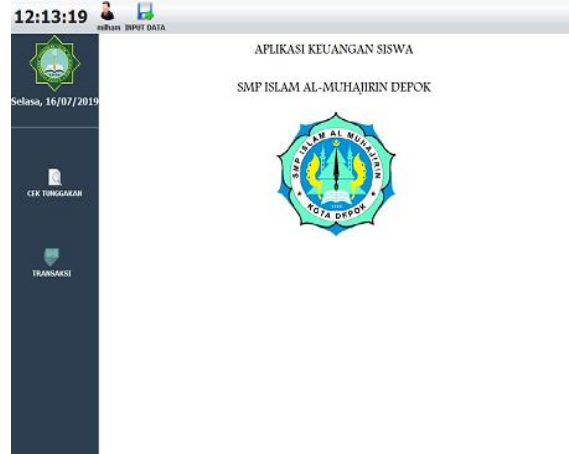 12:13:19
milham INPUT DATA
Selasa, 16/07/2019
CEK TUNGGAKAN
TRANSAKSI
APLIKASI KEUANGAN SISWA
SMP ISLAM AL-MUHAJIRIN DEPOK
SMP ISLAM AL MUHAJIRIN
KOTA DEPOK